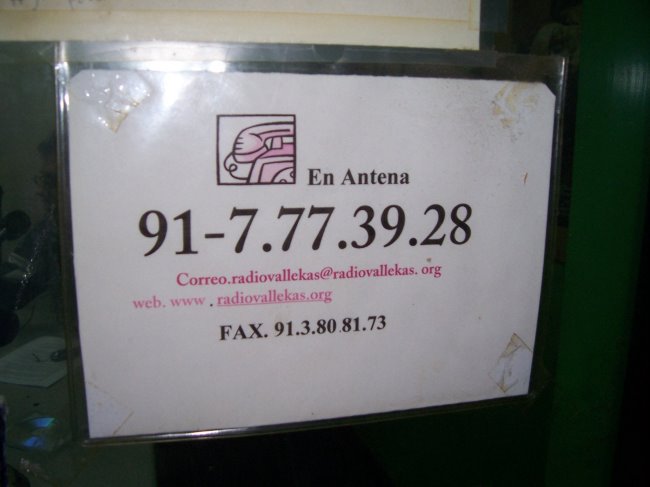 En Antena
91-7.77.39.28
Correo.radiovallekas@radiovallekas. org
web. www . radiovallekas.org
FAX. 91.3.80 81.73